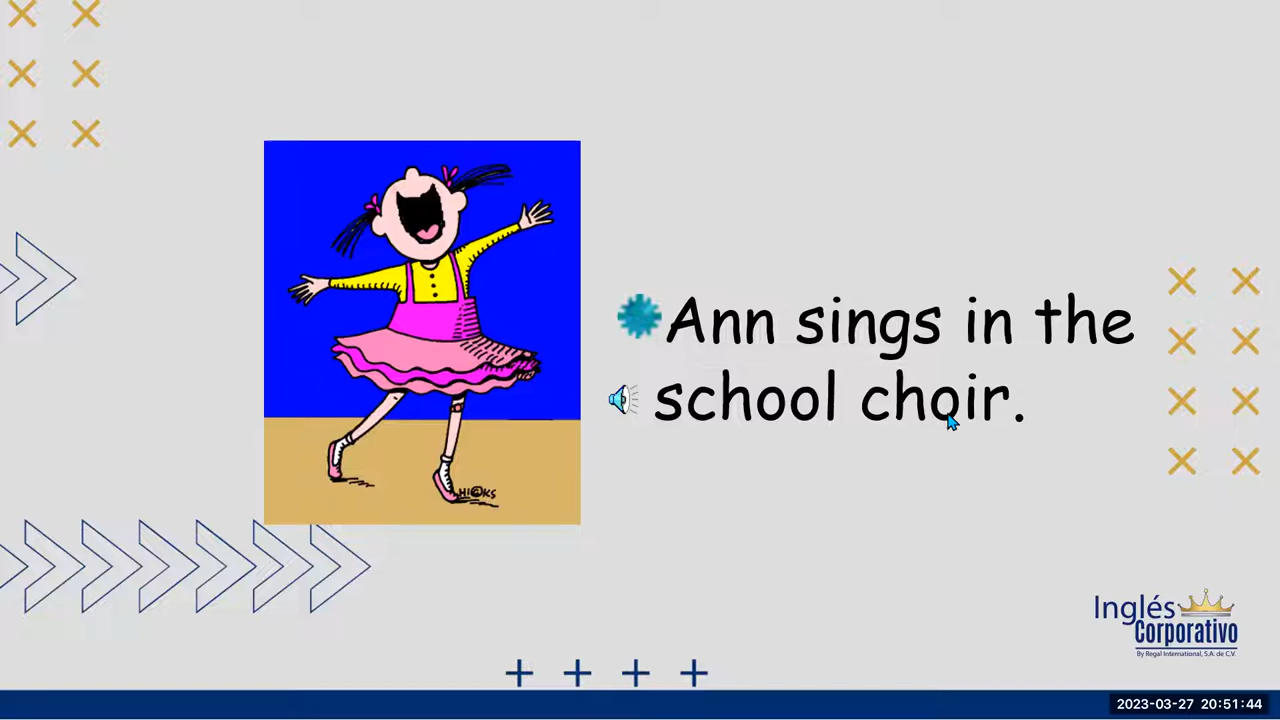 Ann sings in the
school choir.
HICKS
Inglés
Corporativo
By Regal International, S.A. de C.V.
2023-03-27 20:51:44